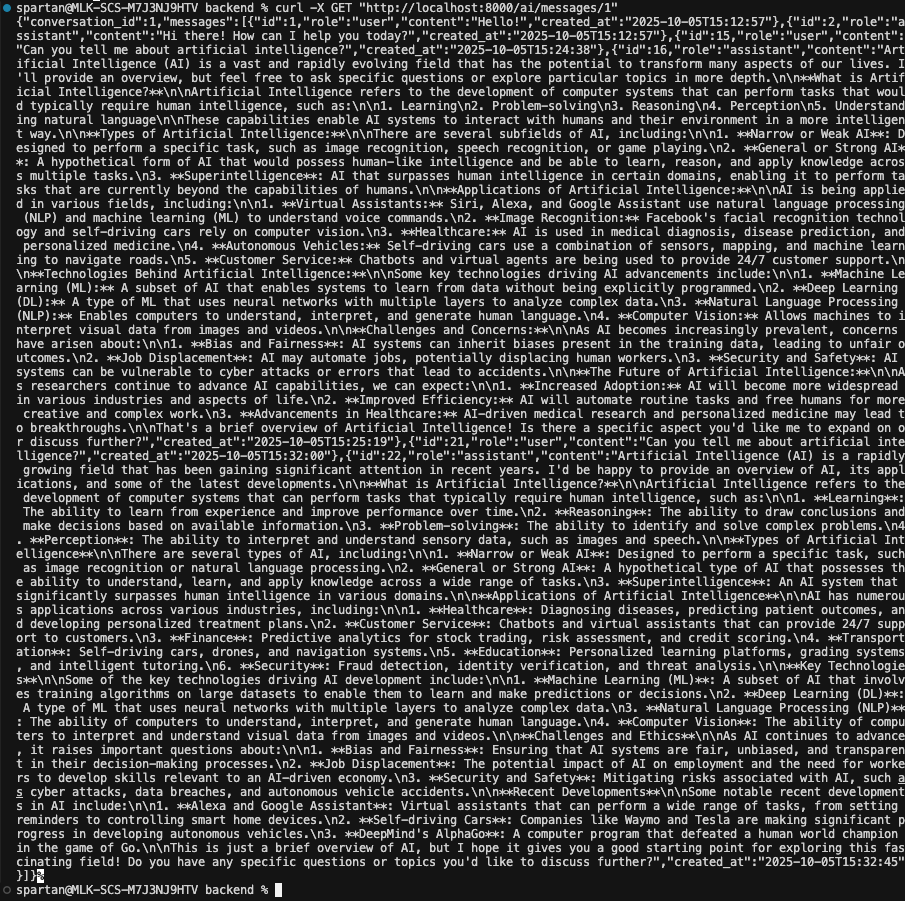 spartan@MLK-SCS-M7J3NJ9HTV backend % curl -X GET "http://localhost:8000/ai/messages/1"
{"conversation_id":1,"messages":[{"id":1,"role":"user","content":"Hello!","created_at":"2025-10-05T15:12:57"},{"id":2,"role":"a
ssistant","content":"Hi there! How can I help you today?","created_at":"2025-10-05T15:12:57"},{"id":15,"role":"user","content":
"Can you tell me about artificial intelligence?","created_at":"2025-10-05T15:24:38"},{"id":16,"role":"assistant","content":"Art
ificial Intelligence (AI) is a vast and rapidly evolving field that has the potential to transform many aspects of our lives. I
'll provide an overview, but feel free to ask specific questions or explore particular topics in more depth.\n\n**What is Artif
icial Intelligence?**\n\nArtificial Intelligence refers to the development of computer systems that can perform tasks that woul
d typically require human intelligence, such as:\n\n1. Learning\n2. Problem-solving\n3. Reasoning\n4. Perception\n5. Understand
ing natural language\n\nThese capabilities enable AI systems to interact with humans and their environment in a more intelligen
t way.\n\n**Types of Artificial Intelligence:**\n\nThere are several subfields of AI, including:\n\n1. **Narrow or Weak AI**: D
esigned to perform a specific task, such as image recognition, speech recognition, or game playing.\n2. **General or Strong AI*
*: A hypothetical form of AI that would possess human-like intelligence and be able to learn, reason, and apply knowledge acros
s multiple tasks.\n3. **Superintelligence**: AI that surpasses human intelligence in certain domains, enabling it to perform ta
sks that are currently beyond the capabilities of humans.\n\n**Applications of Artificial Intelligence:**\n\nAI is being applie
d in various fields, including:\n\n1. **Virtual Assistants:** Siri, Alexa, and Google Assistant use natural language processing
 (NLP) and machine learning (ML) to understand voice commands.\n2. **Image Recognition:** Facebook's facial recognition technol
ogy and self-driving cars rely on computer vision.\n3. **Healthcare:** AI is used in medical diagnosis, disease prediction, and
 personalized medicine.\n4. **Autonomous Vehicles:** Self-driving cars use a combination of sensors, mapping, and machine learn
ing to navigate roads.\n5. **Customer Service:** Chatbots and virtual agents are being used to provide 24/7 customer support.\n
\n**Technologies Behind Artificial Intelligence:**\n\nSome key technologies driving AI advancements include:\n\n1. **Machine Le
arning (ML):** A subset of AI that enables systems to learn from data without being explicitly programmed.\n2. **Deep Learning 
(DL):** A type of ML that uses neural networks with multiple layers to analyze complex data.\n3. **Natural Language Processing 
(NLP):** Enables computers to understand, interpret, and generate human language.\n4. **Computer Vision:** Allows machines to i
nterpret visual data from images and videos.\n\n**Challenges and Concerns:**\n\nAs AI becomes increasingly prevalent, concerns 
have arisen about:\n\n1. **Bias and Fairness**: AI systems can inherit biases present in the training data, leading to unfair o
utcomes.\n2. **Job Displacement**: AI may automate jobs, potentially displacing human workers.\n3. **Security and Safety**: AI 
systems can be vulnerable to cyber attacks or errors that lead to accidents.\n\n**The Future of Artificial Intelligence:**\n\nA
s researchers continue to advance AI capabilities, we can expect:\n\n1. **Increased Adoption:** AI will become more widespread 
in various industries and aspects of life.\n2. **Improved Efficiency:** AI will automate routine tasks and free humans for more
 creative and complex work.\n3. **Advancements in Healthcare:** AI-driven medical research and personalized medicine may lead t
o breakthroughs.\n\nThat's a brief overview of Artificial Intelligence! Is there a specific aspect you'd like me to expand on o
r discuss further?","created_at":"2025-10-05T15:25:19"},{"id":21,"role":"user","content":"Can you tell me about artificial inte
lligence?","created_at":"2025-10-05T15:32:00"},{"id":22,"role":"assistant","content":"Artificial Intelligence (AI) is a rapidly
 growing field that has been gaining significant attention in recent years. I'd be happy to provide an overview of AI, its appl
ications, and some of the latest developments.\n\n**What is Artificial Intelligence?**\n\nArtificial Intelligence refers to the
 development of computer systems that can perform tasks that typically require human intelligence, such as:\n\n1. **Learning**:
 The ability to learn from experience and improve performance over time.\n2. **Reasoning**: The ability to draw conclusions and
 make decisions based on available information.\n3. **Problem-solving**: The ability to identify and solve complex problems.\n4
. **Perception**: The ability to interpret and understand sensory data, such as images and speech.\n\n**Types of Artificial Int
elligence**\n\nThere are several types of AI, including:\n\n1. **Narrow or Weak AI**: Designed to perform a specific task, such
 as image recognition or natural language processing.\n2. **General or Strong AI**: A hypothetical type of AI that possesses th
e ability to understand, learn, and apply knowledge across a wide range of tasks.\n3. **Superintelligence**: An AI system that 
significantly surpasses human intelligence in various domains.\n\n**Applications of Artificial Intelligence**\n\nAI has numerou
s applications across various industries, including:\n\n1. **Healthcare**: Diagnosing diseases, predicting patient outcomes, an
d developing personalized treatment plans.\n2. **Customer Service**: Chatbots and virtual assistants that can provide 24/7 supp
ort to customers.\n3. **Finance**: Predictive analytics for stock trading, risk assessment, and credit scoring.\n4. **Transport
ation**: Self-driving cars, drones, and navigation systems.\n5. **Education**: Personalized learning platforms, grading systems
, and intelligent tutoring.\n6. **Security**: Fraud detection, identity verification, and threat analysis.\n\n**Key Technologie
s**\n\nSome of the key technologies driving AI development include:\n\n1. **Machine Learning (ML)**: A subset of AI that involv
es training algorithms on large datasets to enable them to learn and make predictions or decisions.\n2. **Deep Learning (DL)**:
 A type of ML that uses neural networks with multiple layers to analyze complex data.\n3. **Natural Language Processing (NLP)**
: The ability of computers to understand, interpret, and generate human language.\n4. **Computer Vision**: The ability of compu
ters to interpret and understand visual data from images and videos.\n\n**Challenges and Ethics**\n\nAs AI continues to advance
, it raises important questions about:\n\n1. **Bias and Fairness**: Ensuring that AI systems are fair, unbiased, and transparen
t in their decision-making processes.\n2. **Job Displacement**: The potential impact of AI on employment and the need for worke
rs to develop skills relevant to an AI-driven economy.\n3. **Security and Safety**: Mitigating risks associated with AI, such a
s cyber attacks, data breaches, and autonomous vehicle accidents.\n\n**Recent Developments**\n\nSome notable recent development
s in AI include:\n\n1. **Alexa and Google Assistant**: Virtual assistants that can perform a wide range of tasks, from setting 
reminders to controlling smart home devices.\n2. **Self-Driving Cars**: Companies like Waymo and Tesla are making significant p
rogress in developing autonomous vehicles.\n3. **DeepMind's AlphaGo**: A computer program that defeated a human world champion 
in the game of Go.\n\nThis is just a brief overview of AI, but I hope it gives you a good starting point for exploring this fas
cinating field! Do you have any specific questions or topics you'd like to discuss further?","created_at":"2025-10-05T15:32:45"
}]}%
spartan@MLK-SCS-M7J3NJ9HTV backend %